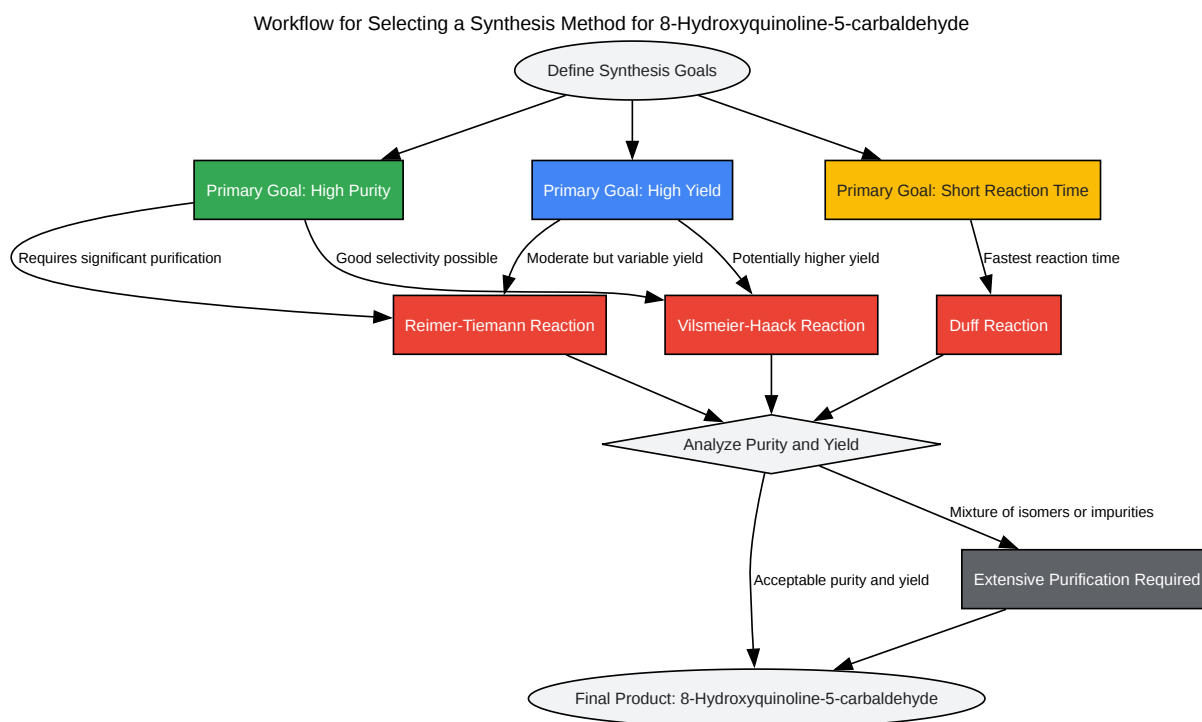 Workflow for Selecting a Synthesis Method for 8-Hydroxyquinoline-5-carbaldehyde
Define Synthesis Goals
Primary Goal: High Purity
Primary Goal: High Yield
Primary Goal: Short Reaction Time
Requires significant purification
Good selectivity possible
Moderate but variable yield
Potentially higher yield
Fastest reaction time
Reimer-Tiemann Reaction
Vilsmeier-Haack Reaction
Duff Reaction
Analyze Purity and Yield
Mixture of isomers or impurities
Acceptable purity and yield
Extensive Purification Required
Final Product: 8-Hydroxyquinoline-5-carbaldehyde